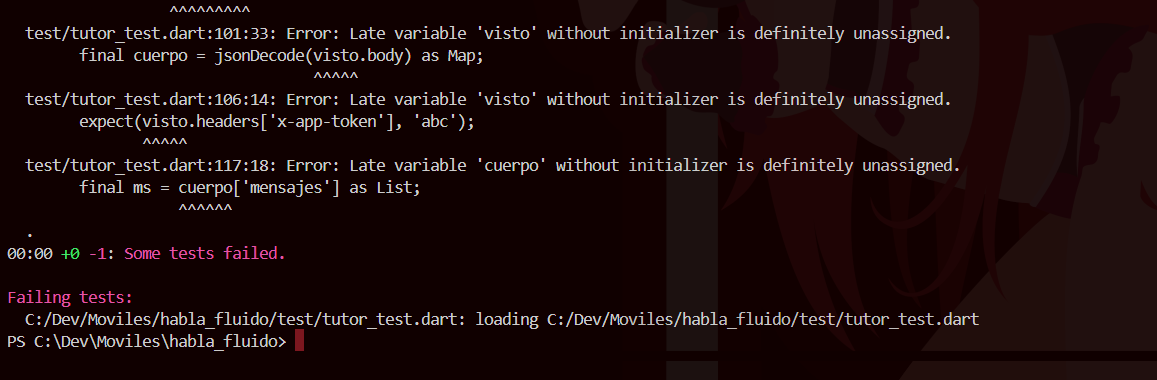 ^^^^^^^^^
test/tutor_test.dart:101:33: Error: Late variable 'visto' without initializer is definitely unassigned.
final cuerpo = jsonDecode(visto.body) as Map;
^^^^^
test/tutor_test.dart:106:14: Error: Late variable 'visto' without initializer is definitely unassigned.
expect(visto.headers['x-app-token'], 'abc');
^^^^^
test/tutor_test.dart:117:18: Error: Late variable 'cuerpo' without initializer is definitely unassigned.
final ms = cuerpo['mensajes'] as List;
^^^^^^
.
00:00 +0 -1: Some tests failed.
Failing tests:
C:/Dev/Moviles/habla_fluido/test/tutor_test.dart: loading C:/Dev/Moviles/habla_fluido/test/tutor_test.dart
PS C:\Dev\Moviles\habla_fluido>